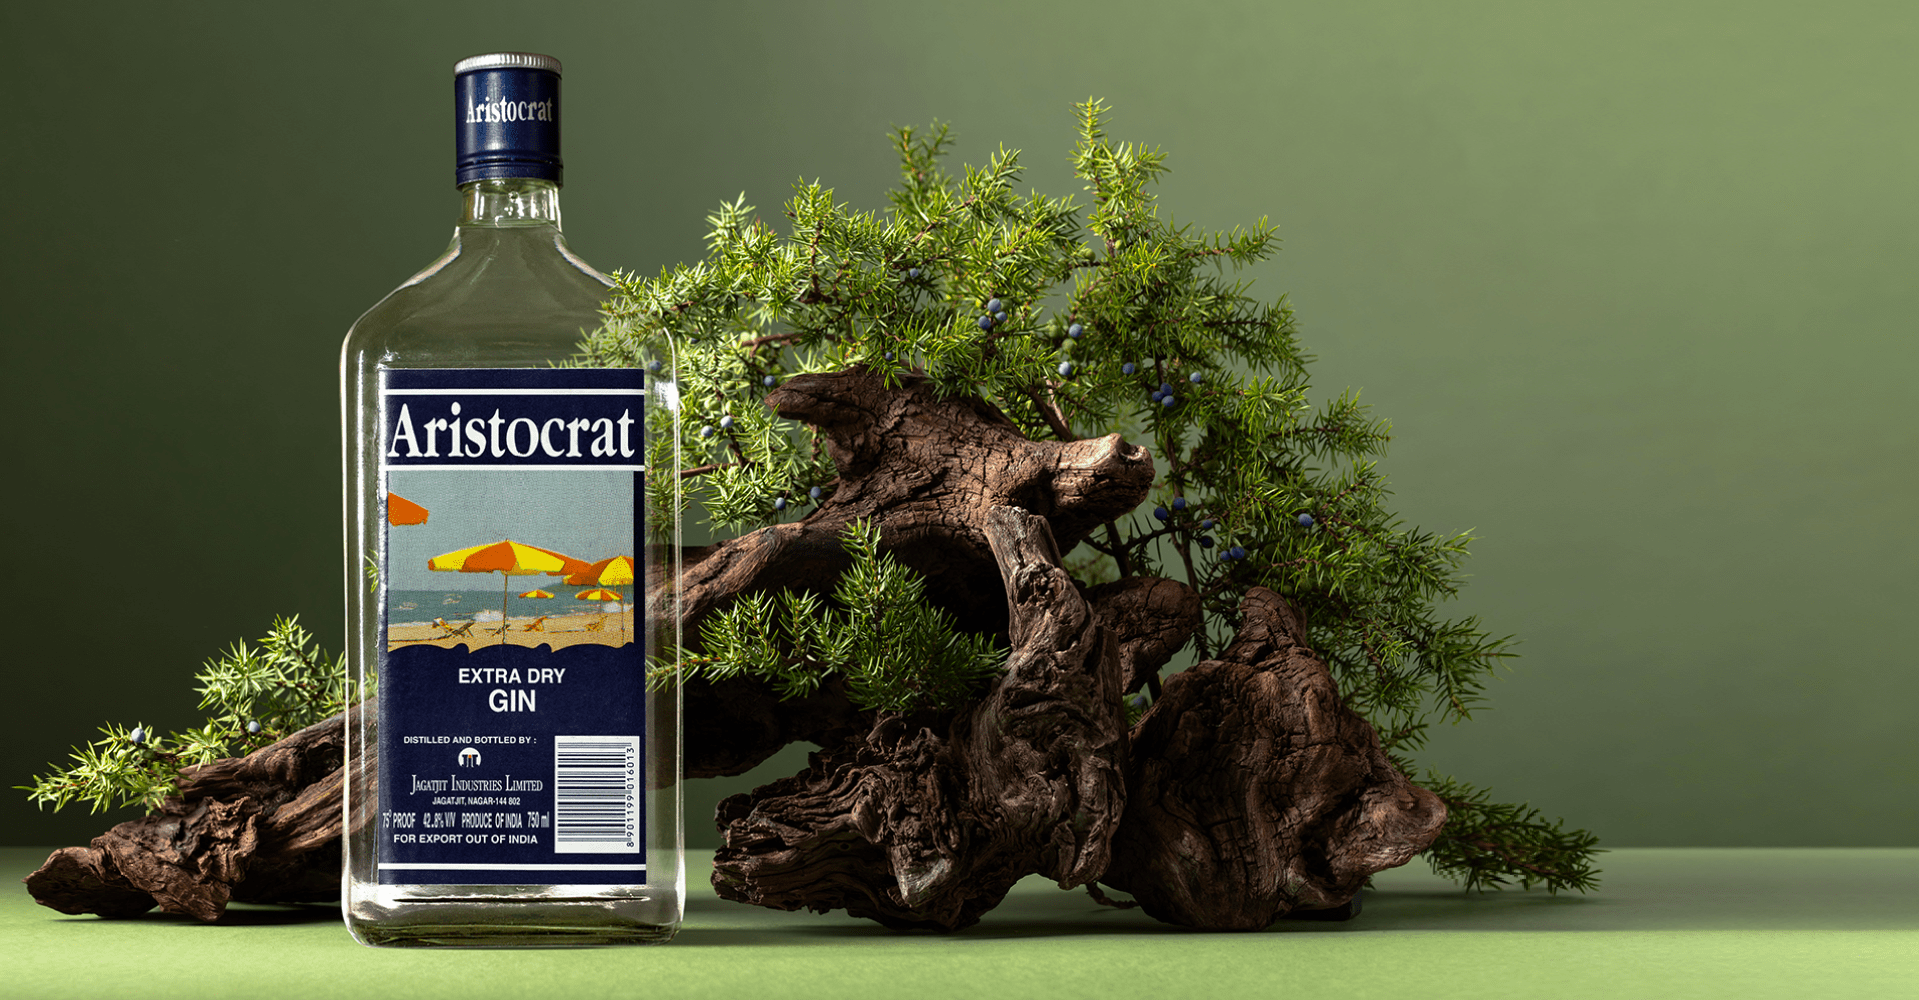 Aristocrat
Aristocrat
EXTRA DRY
GIN
DISTILLED AND BOTTLED BY :
JAGATJIT INDUSTRIES LIMITED
JAGATJIT, NAGAR-144 802
75° PROOF 42.8% V/V PRODUCE OF INDIA 750 ml
FOR EXPORT OUT OF INDIA
8 901199 016013